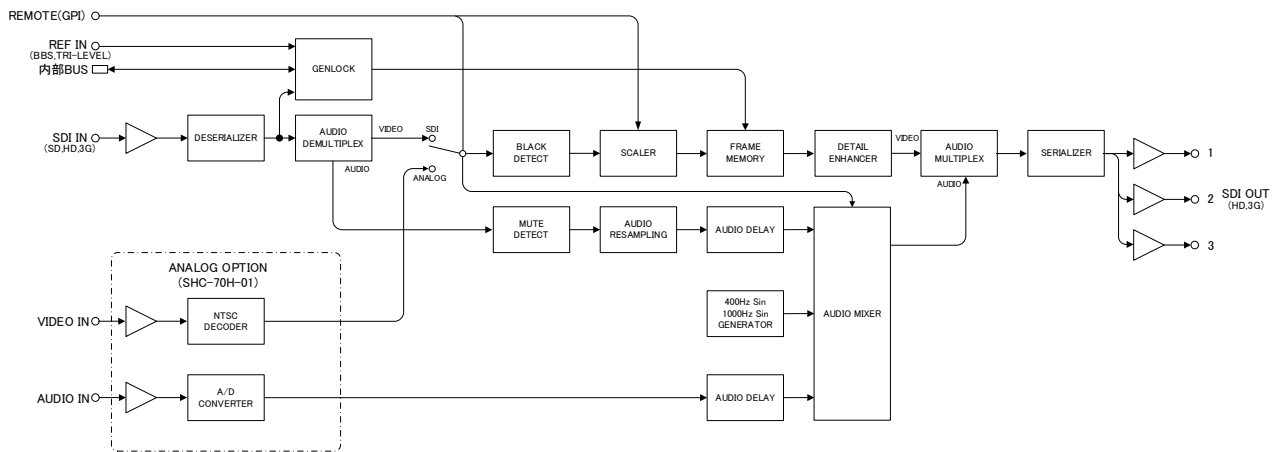 REMOTE(GPI)
REF IN
(BBS,TRI-LEVEL)
内部BUS
GENLOCK
SDI IN
(SD,HD,3G)
DESERIALIZER
AUDIO
DEMULTIPLEX
VIDEO
AUDIO
SDI
ANALOG
BLACK
DETECT
SCALER
FRAME
MEMORY
DETAIL
ENHANCER
VIDEO
AUDIO
MULTIPLEX
AUDIO
SERIALIZER
1
2
3
SDI OUT
(HD,3G)
MUTE
DETECT
AUDIO
RESAMPLING
AUDIO DELAY
ANALOG OPTION
(SHC-70H-01)
VIDEO IN
NTSC
DECODER
400Hz Sin
1000Hz Sin
GENERATOR
AUDIO MIXER
AUDIO IN
A/D
CONVERTER
AUDIO DELAY